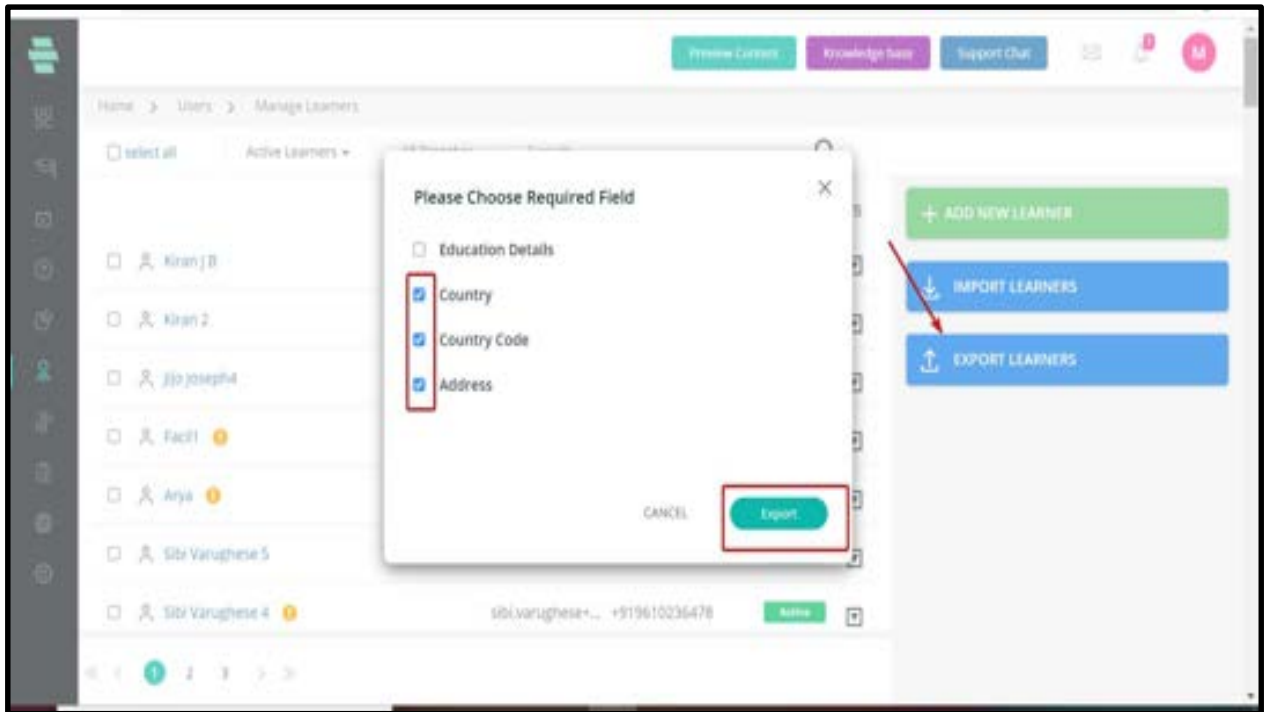 Preview Content Knowledge base Support Chat M
Home > Users > Manage Learners
select all Active Learners
Please Choose Required Field
Education Details
Country
Country Code
Address
CANCEL Export
+ ADD NEW LEARNER
IMPORT LEARNERS
EXPORT LEARNERS
Kiran J B
Kiran 2
Jijo Joseph4
Facil1
Arya
Sibi Varughese 5
Sibi Varughese 4 sibi.varughese+... +919610236478 Active
1 2 3